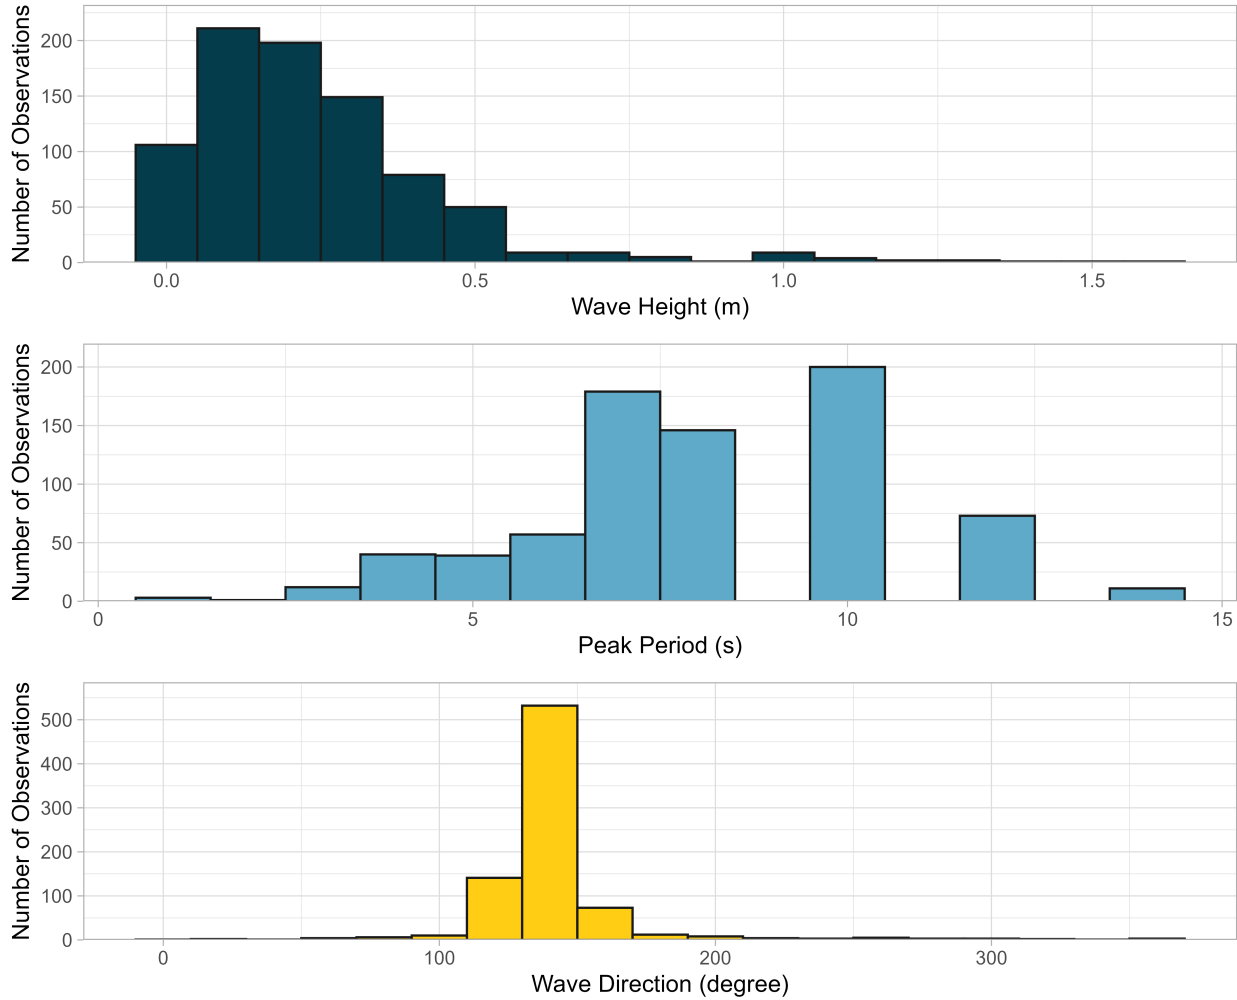 Number of Observations
200
150
100
50
0
0.0 0.5 1.0 1.5
Wave Height (m)
Number of Observations
200
150
100
50
0
0 5 10 15
Peak Period (s)
Number of Observations
500
400
300
200
100
0
0 100 200 300
Wave Direction (degree)